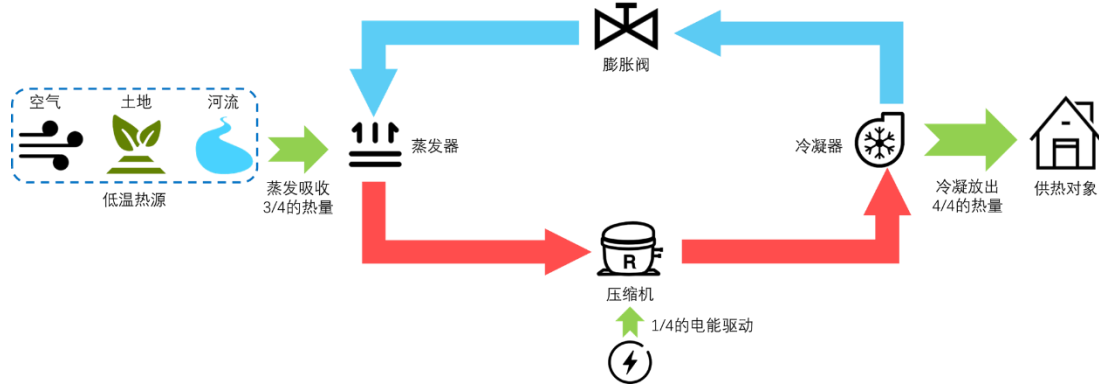 膨胀阀
空气 土地 河流
蒸发器
冷凝器
低温热源
蒸发吸收
3/4的热量
冷凝放出
4/4的热量
供热对象
R
压缩机
1/4的电能驱动